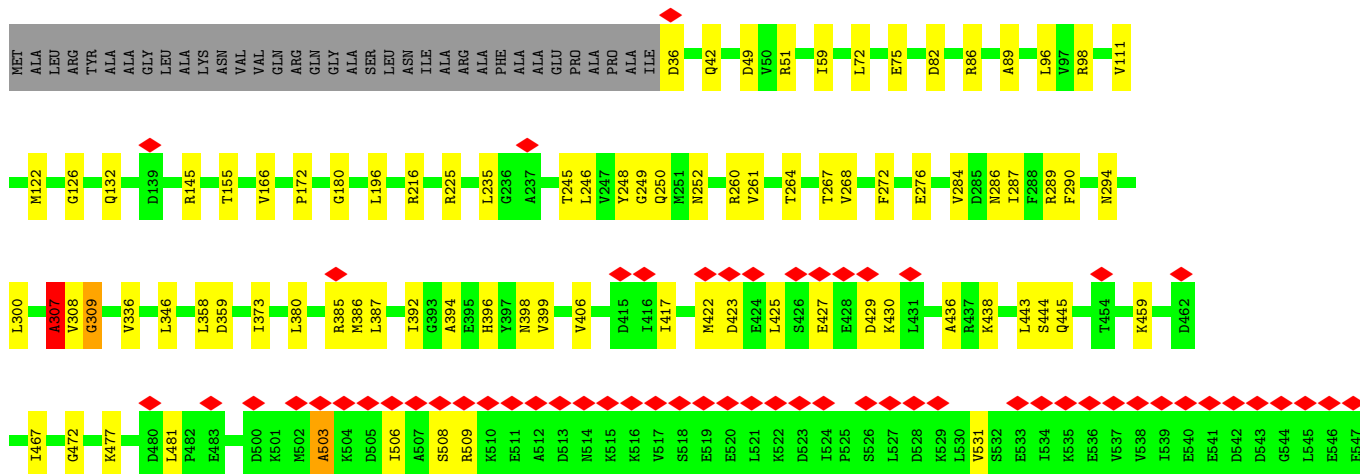 MET ALA LEU ARG TYR ALA ALA GLY LEU ALA LYS ASN VAL VAL GLN ARG GLN GLY ALA SER LEU ASN ILE ALA ARG ALA PHE ALA ALA GLU PRO ALA PRO ALA ILE D36 Q42 D49 V50 R51 I59 L72 E75 D82 R86 A89 L96 V97 R98 V111
M122 G126 Q132 D139 R145 T155 V166 P172 G180 L196 R216 R225 L235 G236 A237 T245 L246 V247 Y248 G249 Q250 M251 N252 R260 V261 T264 T267 V268 F272 E276 V284 D285 N286 I287 F288 R289 F290 N294
L300 A307 V308 G309 V336 L346 L358 D359 I373 L380 R385 M386 L387 I392 G393 A394 E395 H396 Y397 N398 V399 V406 D415 I416 I417 M422 D423 E424 L425 S426 E427 E428 D429 K430 L431 A436 R437 K438 L443 S444 Q445 T454 K459 D462
I467 G472 K477 D480 L481 P482 E483 D500 K501 M502 A503 K504 D505 I506 A507 S508 R509 K510 E511 A512 D513 N514 K515 K516 V517 S518 E519 E520 L521 K522 D523 I524 P525 S526 L527 D528 K529 L530 V531 S532 E533 I534 K535 E536 V537 V538 I539 E540 E541 D542 D543 G544 L545 E546 E547